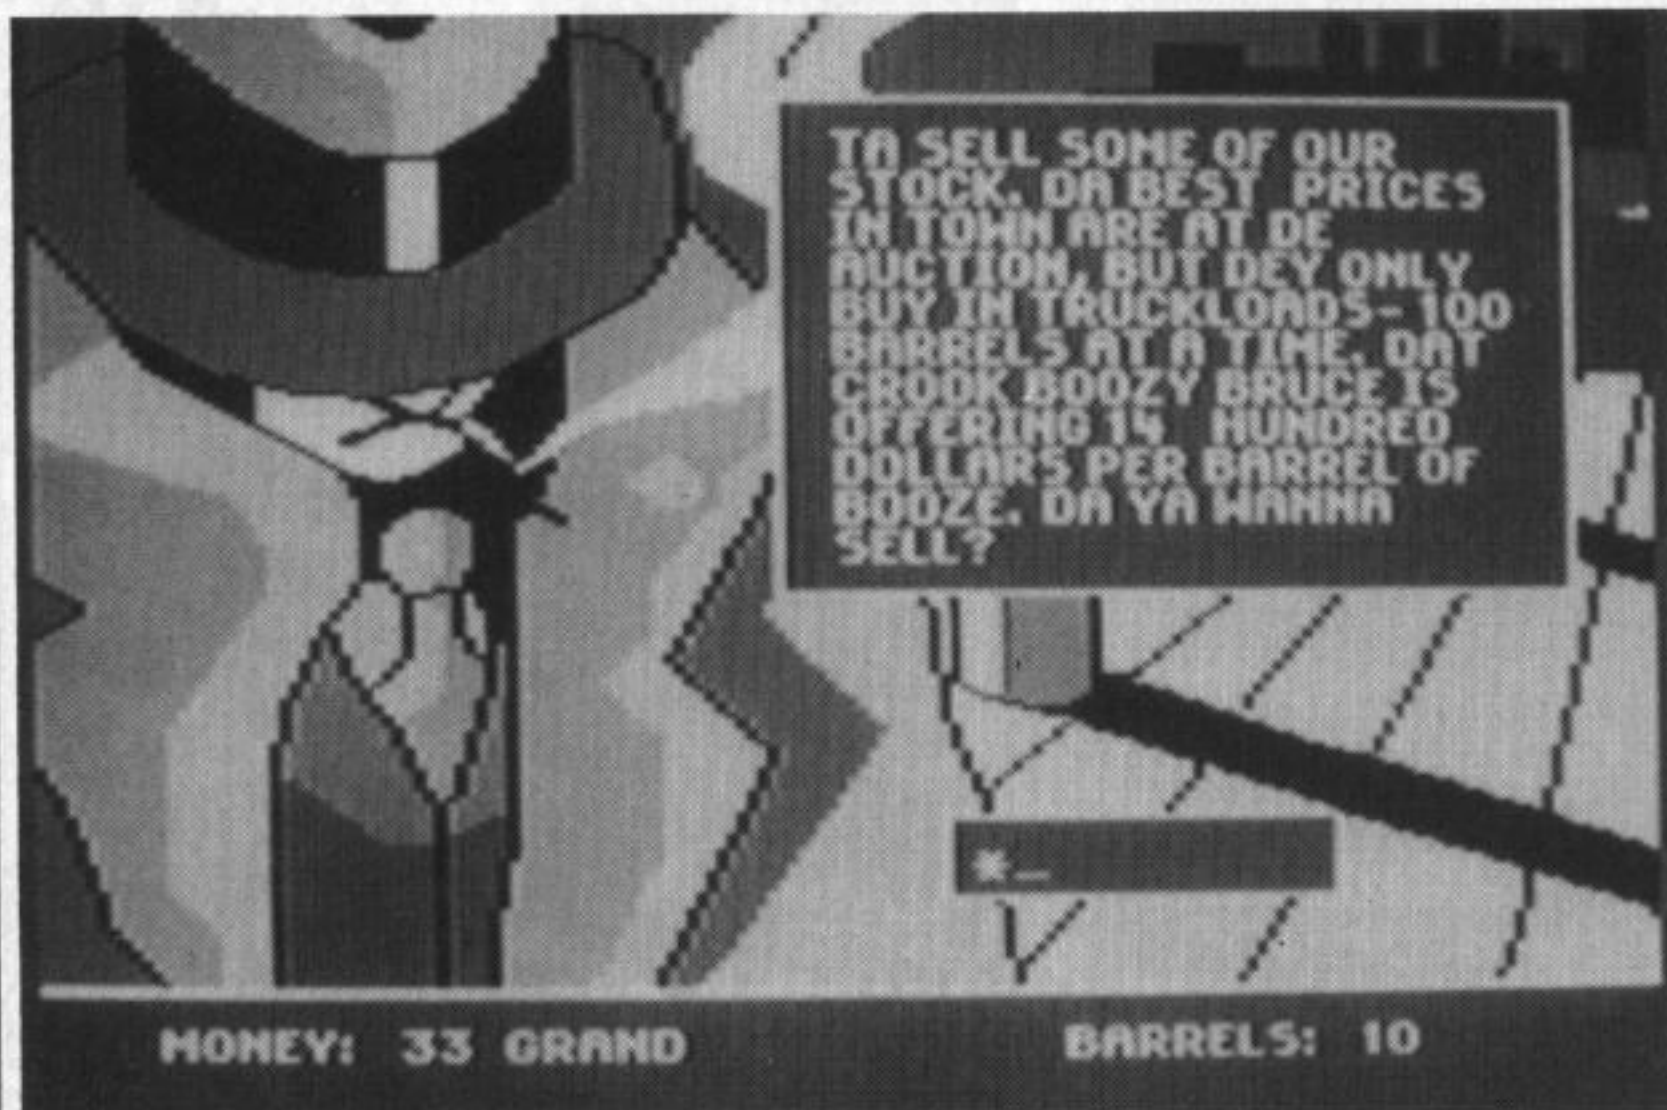 TA SELL SOME OF OUR
STOCK. DA BEST PRICES
IN TOWN ARE AT DE
AUCTION, BUT DEY ONLY
BUY IN TRUCKLOADS-100
BARRELS AT A TIME. DAT
CROOK BOOZY BRUCE IS
OFFERING 14 HUNDRED
DOLLARS PER BARREL OF
BOOZE. DA YA WANNA
SELL?
*_
MONEY: 33 GRAND BARRELS: 10